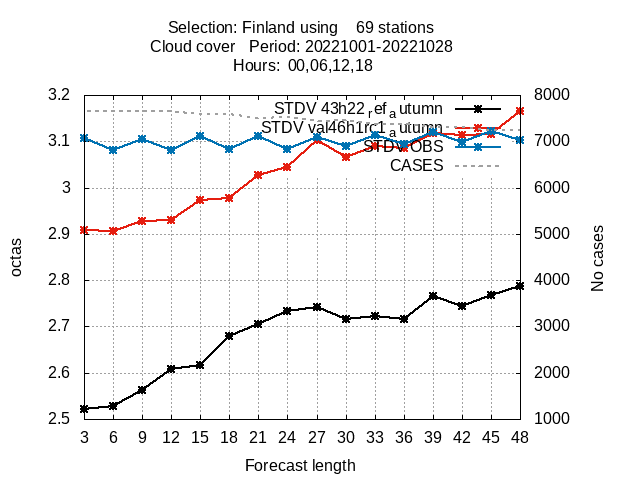 Selection: Finland using 69 stations
Cloud cover Period: 20221001-20221028
Hours: 00,06,12,18
3.2
3.1
3
2.9
2.8
2.7
2.6
2.5
octas
8000
7000
6000
5000
4000
3000
2000
1000
No cases
STDV 43h22_ref_autumn
STDV val46h1rc1_autumn
STDV OBS
CASES
3 6 9 12 15 18 21 24 27 30 33 36 39 42 45 48
Forecast length